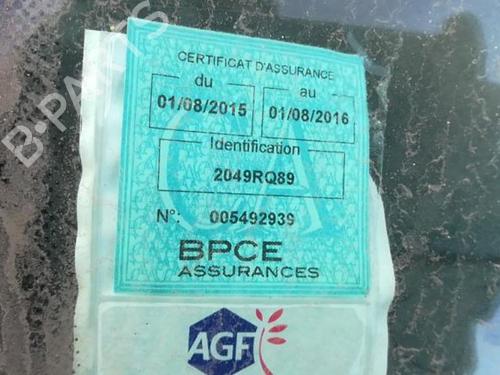 CERTIFICAT D'ASSURANCE
du au
01/08/2015 01/08/2016
Identification
2049RQ89
N°: 005492939
BPCE
ASSURANCES
AGF
B-PARTS